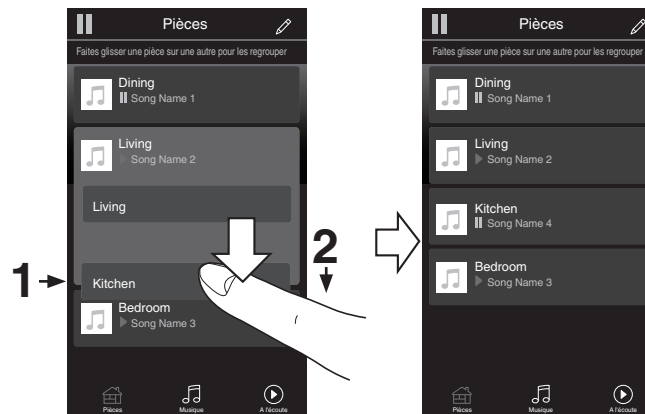 Pièces
Faites glisser une pièce sur une autre pour les regrouper
Dining
Song Name 1
Living
Song Name 2
Living
Kitchen
Bedroom
Song Name 3
Pièces Musique A l'écoute
1
2
Pièces
Faites glisser une pièce sur une autre pour les regrouper
Dining
Song Name 1
Living
Song Name 2
Kitchen
Song Name 4
Bedroom
Song Name 3
Pièces Musique A l'écoute